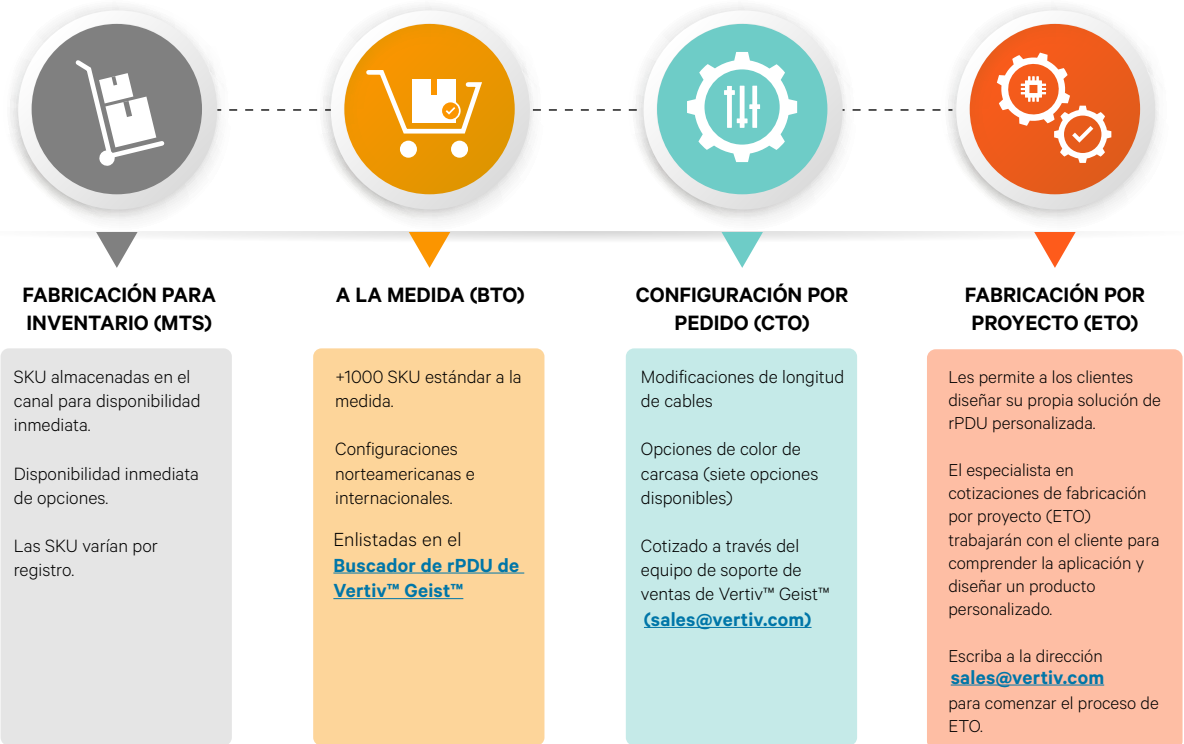 FABRICACIÓN PARA
INVENTARIO (MTS)
SKU almacenadas en el
canal para disponibilidad
inmediata.
Disponibilidad inmediata
de opciones.
Las SKU varían por
registro.
A LA MEDIDA (BTO)
+1000 SKU estándar a la
medida.
Configuraciones
norteamericanas e
internacionales.
Enlistadas en el
Buscador de rPDU de
Vertiv™ Geist™
CONFIGURACIÓN POR
PEDIDO (CTO)
Modificaciones de longitud
de cables
Opciones de color de
carcasa (siete opciones
disponibles)
Cotizado a través del
equipo de soporte de
ventas de Vertiv™ Geist™
(sales@vertiv.com)
FABRICACIÓN POR
PROYECTO (ETO)
Les permite a los clientes
diseñar su propia solución de
rPDU personalizada.
El especialista en
cotizaciones de fabricación
por proyecto (ETO)
trabajarán con el cliente para
comprender la aplicación y
diseñar un producto
personalizado.
Escriba a la dirección
sales@vertiv.com
para comenzar el proceso de
ETO.